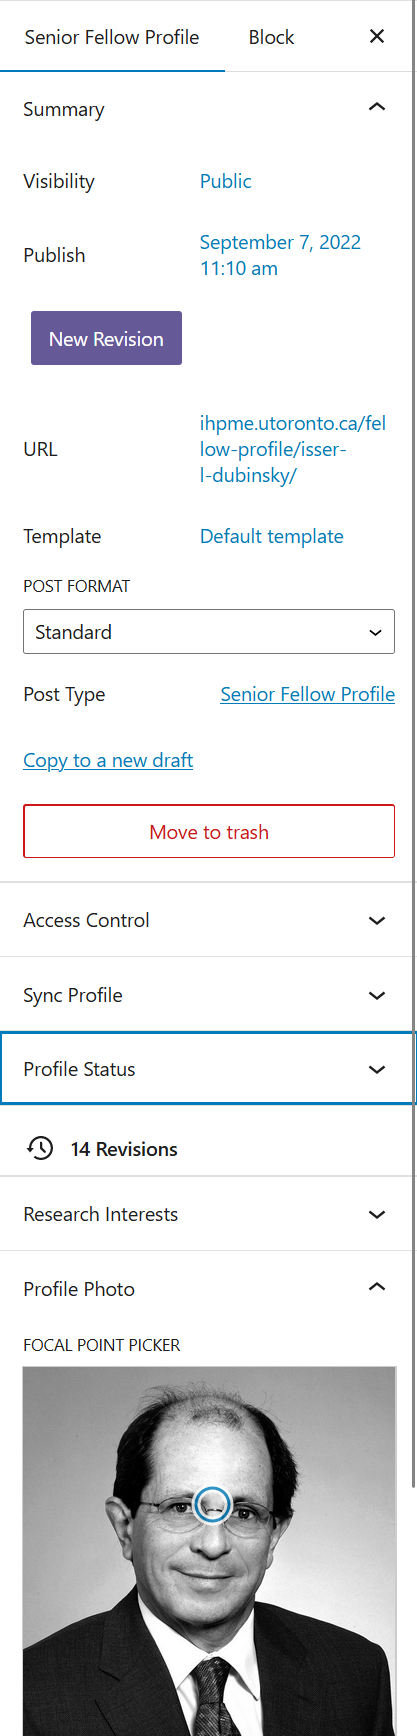 Senior Fellow Profile Block
Summary
Visibility Public
Publish September 7, 2022
11:10 am
New Revision
URL ihpme.utoronto.ca/fel
low-profile/isser-
l-dubinsky/
Template Default template
POST FORMAT
Standard
Post Type Senior Fellow Profile
Copy to a new draft
Move to trash
Access Control
Sync Profile
Profile Status
14 Revisions
Research Interests
Profile Photo
FOCAL POINT PICKER